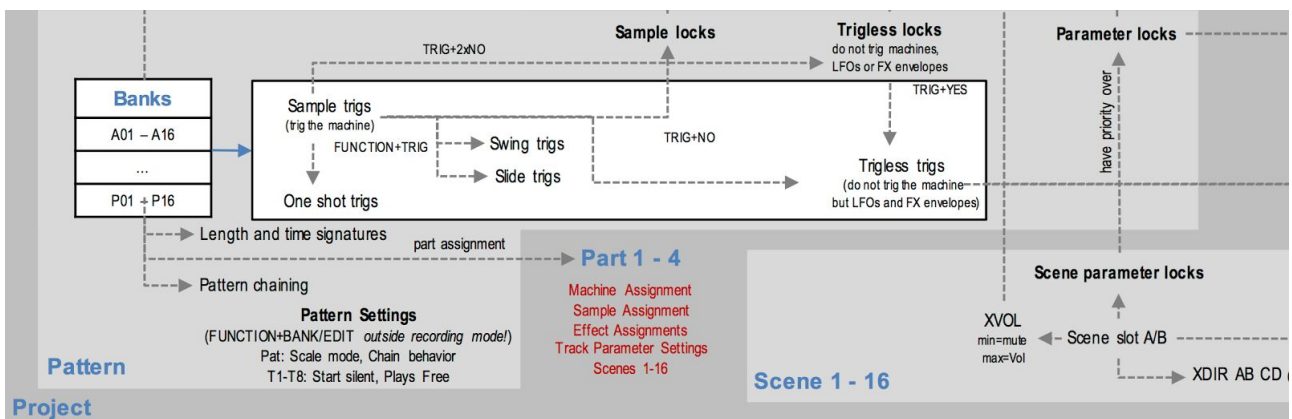 Sample locks
Trigless locks
do not trig machines,
LFOs or FX envelopes
Parameter locks
TRIG+2xNO
TRIG+YES
Banks
A01 – A16
...
P01 – P16
Sample trigs
(trig the machine)
FUNCTION+TRIG
Swing trigs
Slide trigs
One shot trigs
TRIG+NO
Trigless trigs
(do not trig the machine
but LFOs and FX envelopes)
have priority over
Length and time signatures
part assignment
Pattern chaining
Part 1 - 4
Machine Assignment
Sample Assignment
Effect Assignments
Track Parameter Settings
Scenes 1-16
Pattern Settings
(FUNCTION+BANK/EDIT outside recording mode!)
Pat: Scale mode, Chain behavior
T1-T8: Start silent, Plays Free
Pattern
Project
Scene parameter locks
XVOL
min=mute
max=Vol
Scene slot A/B
XDIR AB CD (
Scene 1 - 16